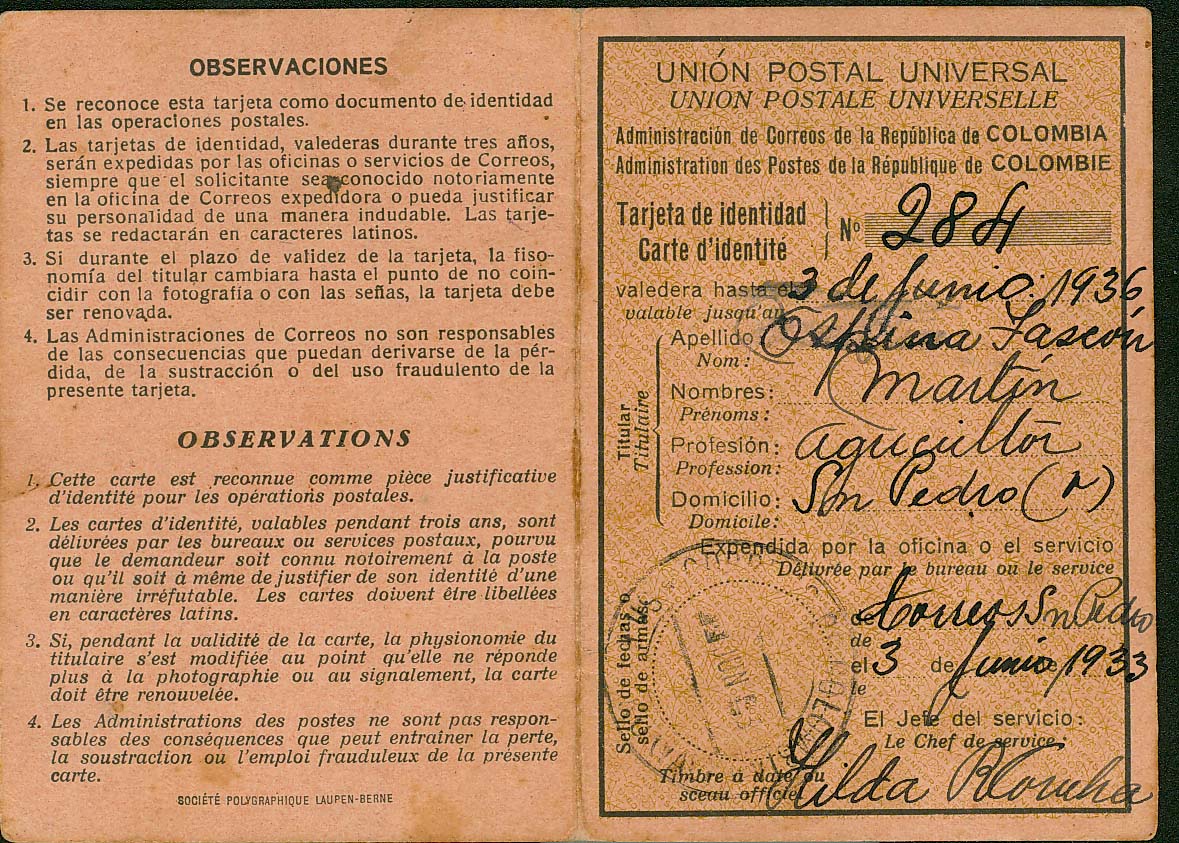 OBSERVACIONES
1. Se reconoce esta tarjeta como documento de identidad
en las operaciones postales.
2. Las tarjetas de identidad, valederas durante tres años,
serán expedidas por las oficinas o servicios de Correos,
siempre que el solicitante sea conocido notoriamente
en la oficina de Correos expedidora o pueda justificar
su personalidad de una manera indudable. Las tarje-
tas se redactarán en caracteres latinos.
3. Si durante el plazo de validez de la tarjeta, la fiso-
nomía del titular cambiara hasta el punto de no coin-
cidir con la fotografía o con las señas, la tarjeta debe
ser renovada.
4. Las Administraciones de Correos no son responsables
de las consecuencias que puedan derivarse de la pér-
dida, de la sustracción o del uso fraudulento de la
presente tarjeta.
OBSERVATIONS
1. Cette carte est reconnue comme pièce justificative
d'identité pour les opérations postales.
2. Les cartes d'identité, valables pendant trois ans, sont
délivrées par les bureaux ou services postaux, pourvu
que le demandeur soit connu notoirement à la poste
ou qu'il soit à même de justifier de son identité d'une
manière irréfutable. Les cartes doivent être libellées
en caractères latins.
3. Si, pendant la validité de la carte, la physionomie du
titulaire s'est modifiée au point qu'elle ne réponde
plus à la photographie ou au signalement, la carte
doit être renouvelée.
4. Les Administrations des postes ne sont pas respon-
sables des conséquences que peut entraîner la perte,
la soustraction ou l'emploi frauduleux de la présente
carte.
SOCIÉTÉ POLYGRAPHIQUE LAUPEN-BERNE
UNIÓN POSTAL UNIVERSAL
UNION POSTALE UNIVERSELLE
Administración de Correos de la República de COLOMBIA
Administration des Postes de la République de COLOMBIE
Tarjeta de identidad
Carte d'identité
Nº 284
valedera hasta el 3 de Junio 1936
valable jusqu'au
Titular
Titulaire
Apellido Ospina
Nom:
Nombres: Martín
Prénoms:
Profesión: agricultor
Profession:
Domicilio: Sn Pedro
Domicile:
Expendida por la oficina o el servicio
Délivrée par le bureau ou le service
de Correos Sn Pedro
el 3 de Junio de 1933
le
Sello de fechas o
sello de armas:
El Jefe del servicio:
Le Chef de service:
Timbre à date ou
sceau officiel
Hilda